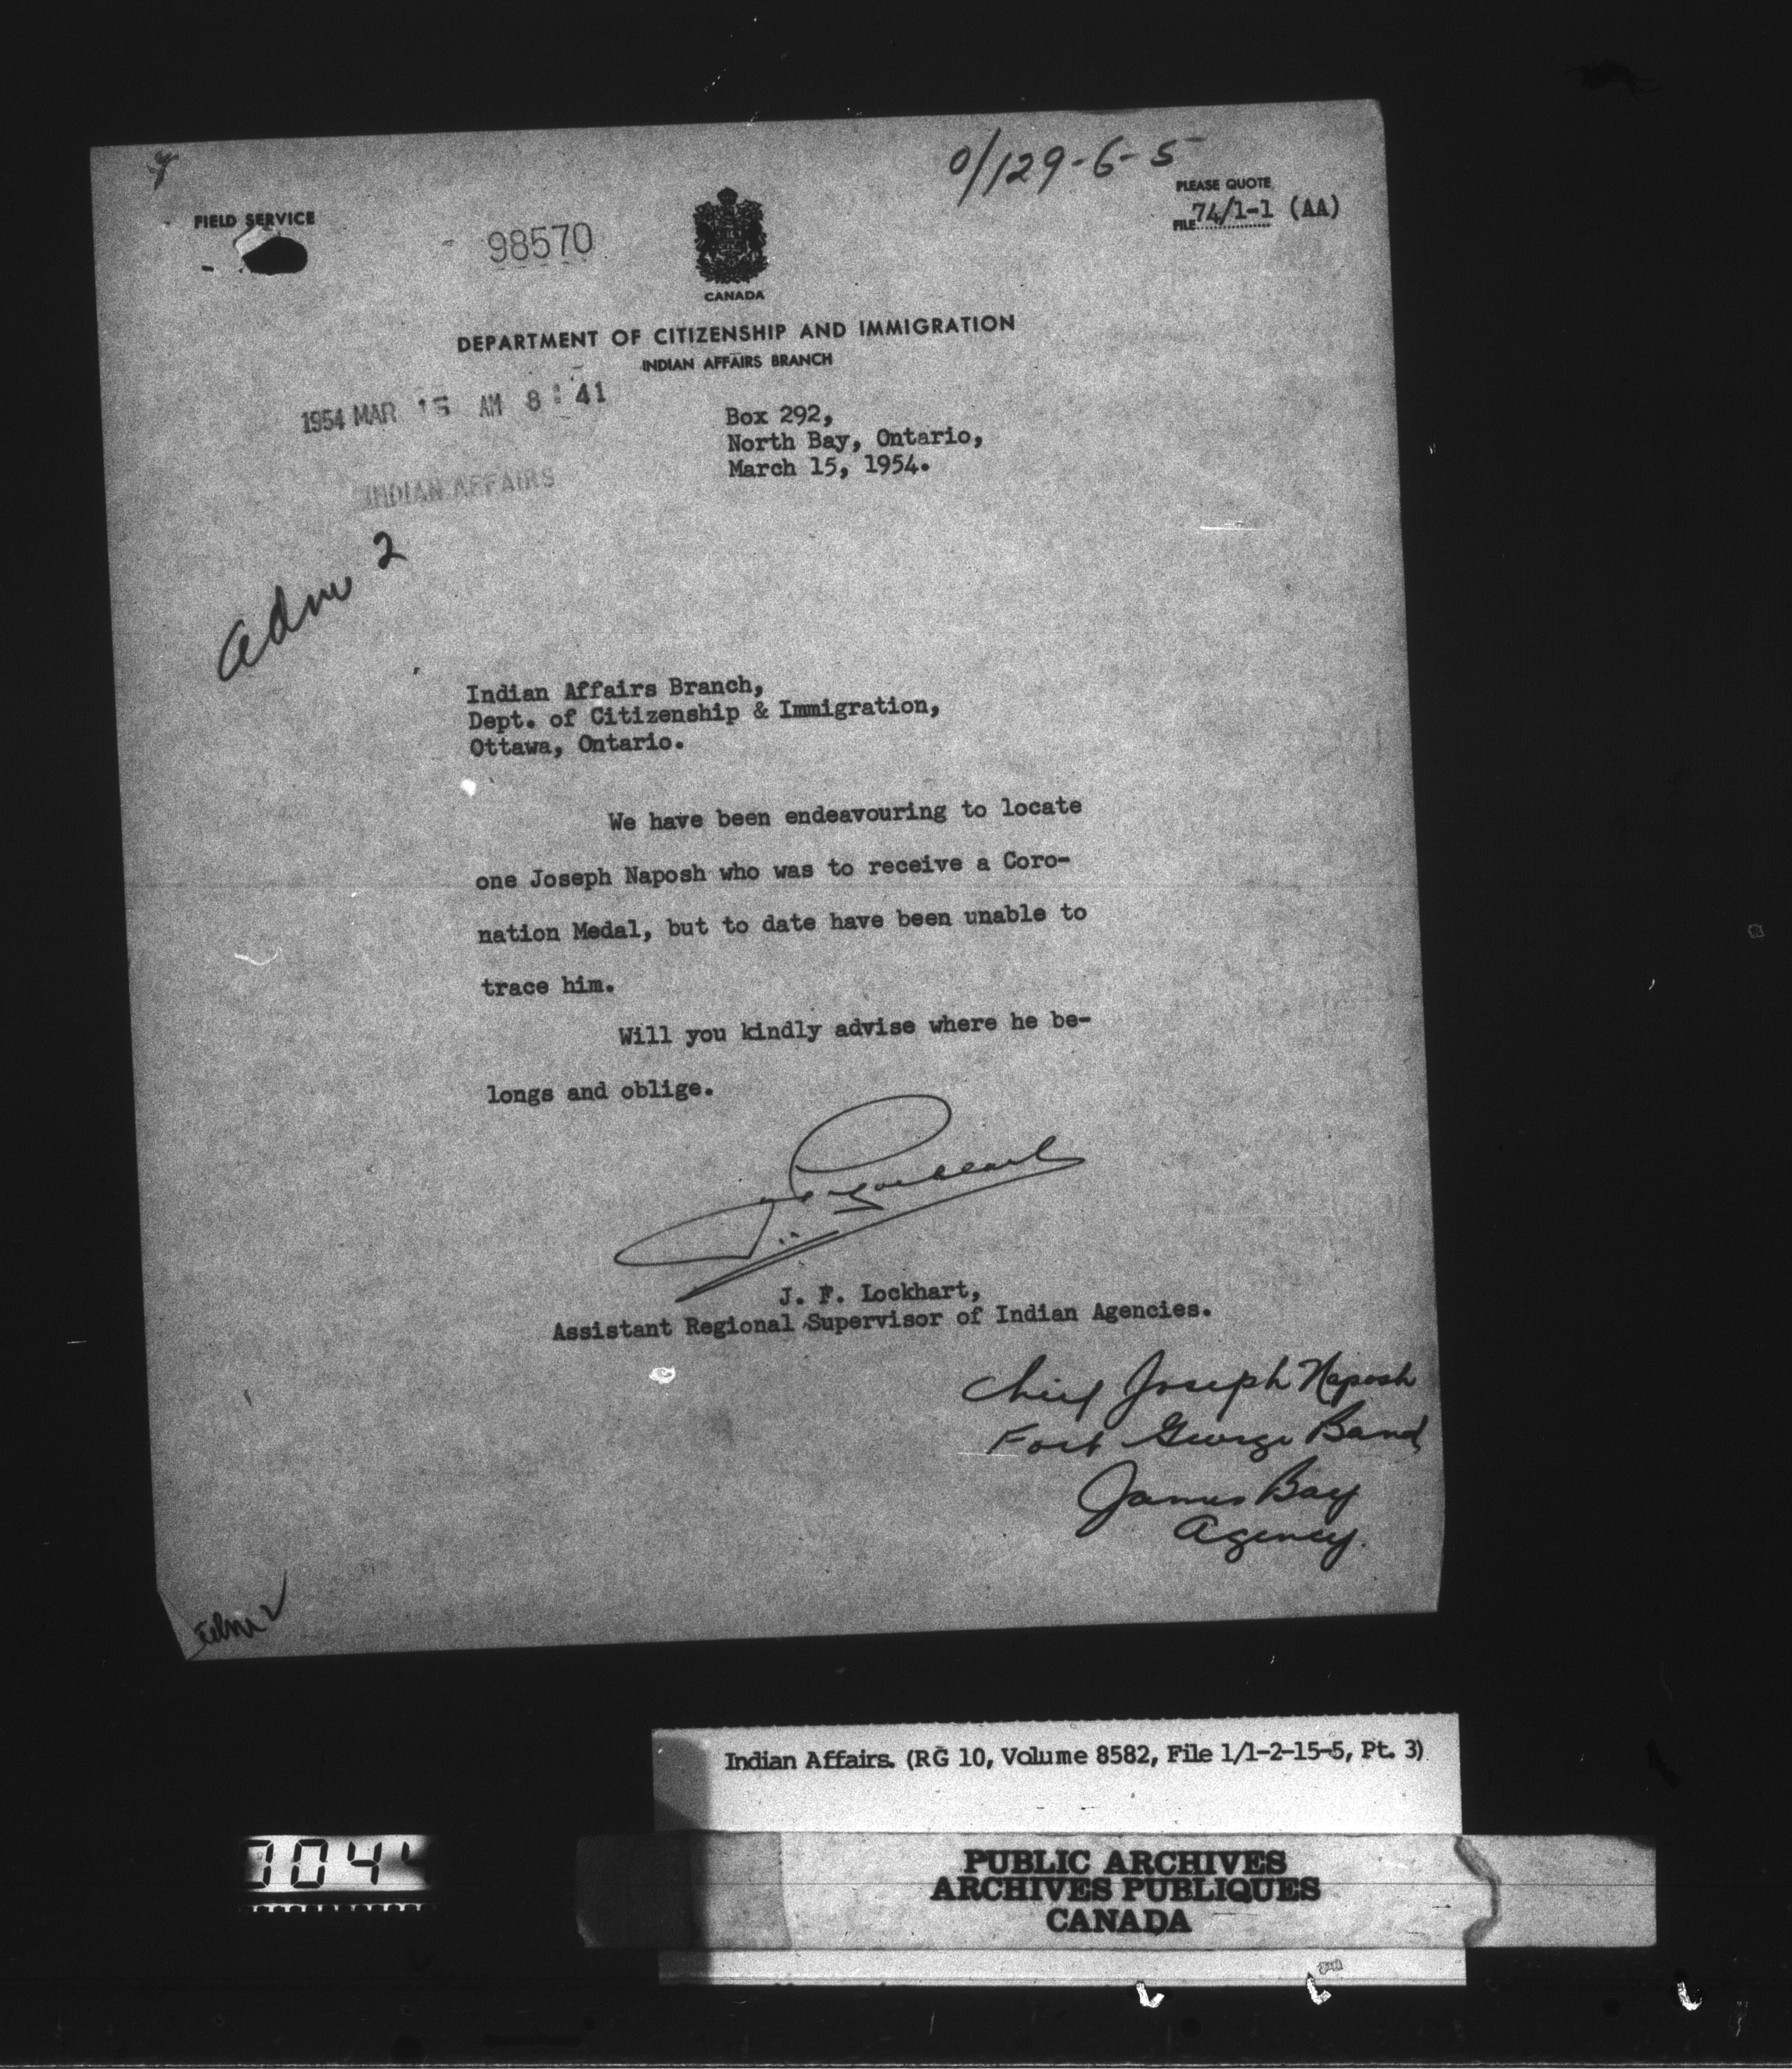 0/129-6-5
PLEASE QUOTE
FILE 74/1-1 (AA)
FIELD SERVICE
98570
CANADA
DEPARTMENT OF CITIZENSHIP AND IMMIGRATION
INDIAN AFFAIRS BRANCH
1954 MAR 15 AM 8:41
INDIAN AFFAIRS
Box 292,
North Bay, Ontario,
March 15, 1954.
Adm 2
Indian Affairs Branch,
Dept. of Citizenship & Immigration,
Ottawa, Ontario.
We have been endeavouring to locate
one Joseph Naposh who was to receive a Coro-
nation Medal, but to date have been unable to
trace him.
Will you kindly advise where he be-
longs and oblige.
J. F. Lockhart,
Assistant Regional Supervisor of Indian Agencies.
Chief Joseph Naposh
Fort George Band
James Bay
Agency.
Indian Affairs. (RG 10, Volume 8582, File 1/1-2-15-5, Pt. 3)
PUBLIC ARCHIVES
ARCHIVES PUBLIQUES
CANADA